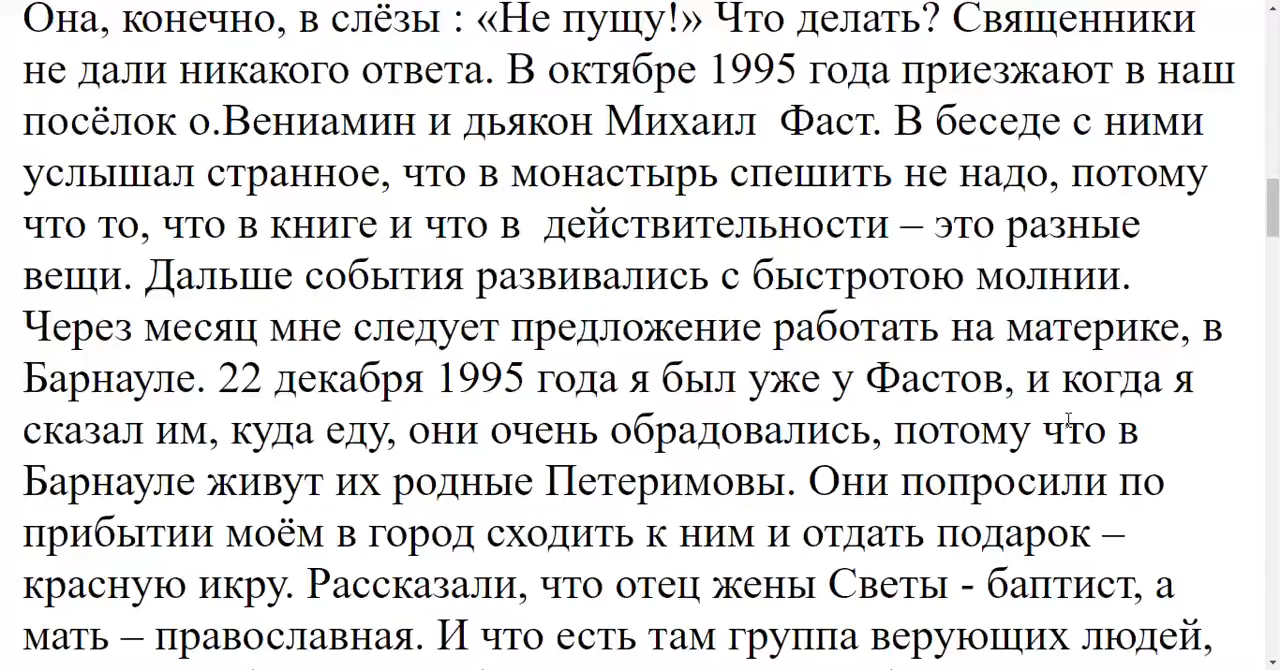 Она, конечно, в слёзы : «Не пущу!» Что делать? Священники
не дали никакого ответа. В октябре 1995 года приезжают в наш
посёлок о.Вениамин и дьякон Михаил  Фаст. В беседе с ними
услышал странное, что в монастырь спешить не надо, потому
что то, что в книге и что в  действительности – это разные
вещи. Дальше события развивались с быстротою молнии.
Через месяц мне следует предложение работать на материке, в
Барнауле. 22 декабря 1995 года я был уже у Фастов, и когда я
сказал им, куда еду, они очень обрадовались, потому что в
Барнауле живут их родные Петеримовы. Они попросили по
прибытии моём в город сходить к ним и отдать подарок –
красную икру. Рассказали, что отец жены Светы - баптист, а
мать – православная. И что есть там группа верующих людей,